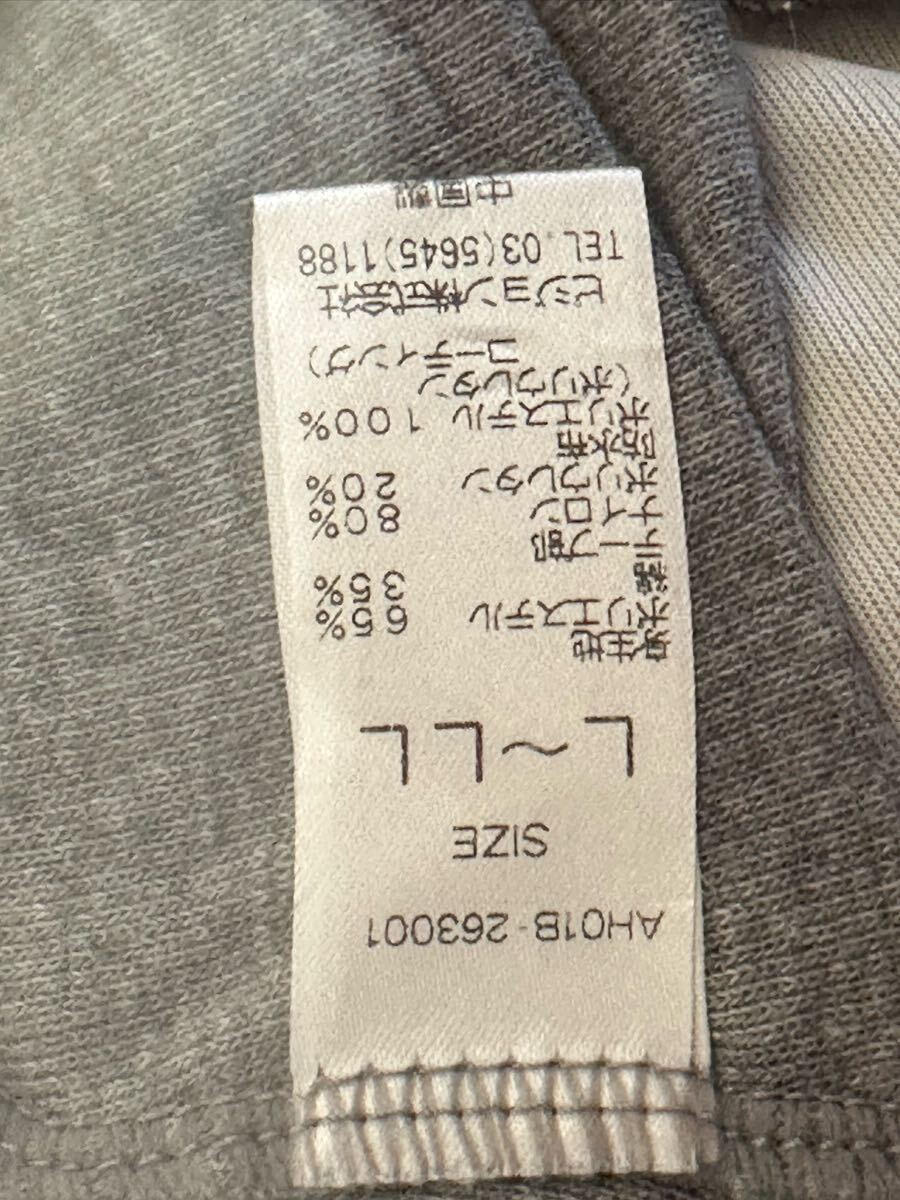 AH01B-263001
SIZE
L～LL
身生地
ポリエステル 65%
綿 35%
リブ部
ナイロン 80%
ポリウレタン 20%
防水布
ポリエステル 100%
(ポリウレタン
コーティング)
ビジョン株式会社
TEL.03(5645)1188
中国製